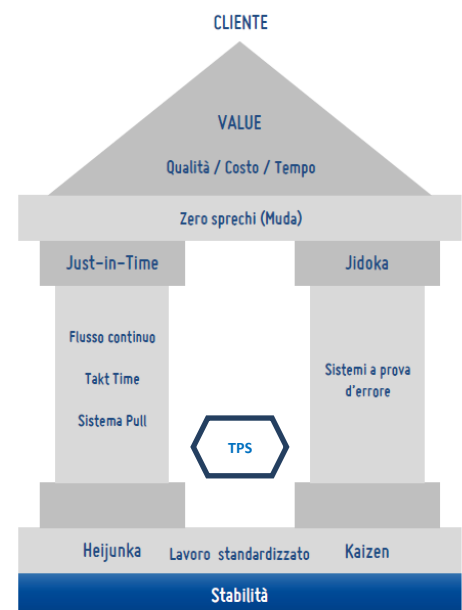 CLIENTE
VALUE
Qualità / Costo / Tempo
Zero sprechi (Muda)
Just-in-Time
Jidoka
Flusso continuo
Takt Time
Sistema Pull
Sistemi a prova
d'errore
TPS
Heijunka
Lavoro standardizzato
Kaizen
Stabilità